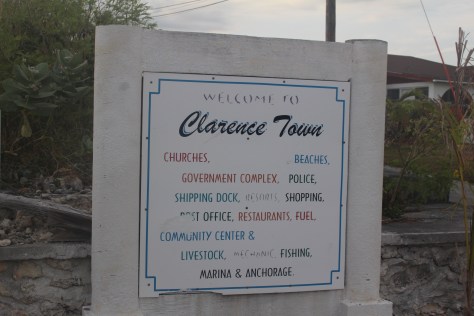 WELCOME TO
Clarence Town
CHURCHES, BEACHES,
GOVERNMENT COMPLEX, POLICE,
SHIPPING DOCK, RESORTS, SHOPPING,
POST OFFICE, RESTAURANTS, FUEL.
COMMUNITY CENTER &
LIVESTOCK, MECHANIC, FISHING,
MARINA & ANCHORAGE.